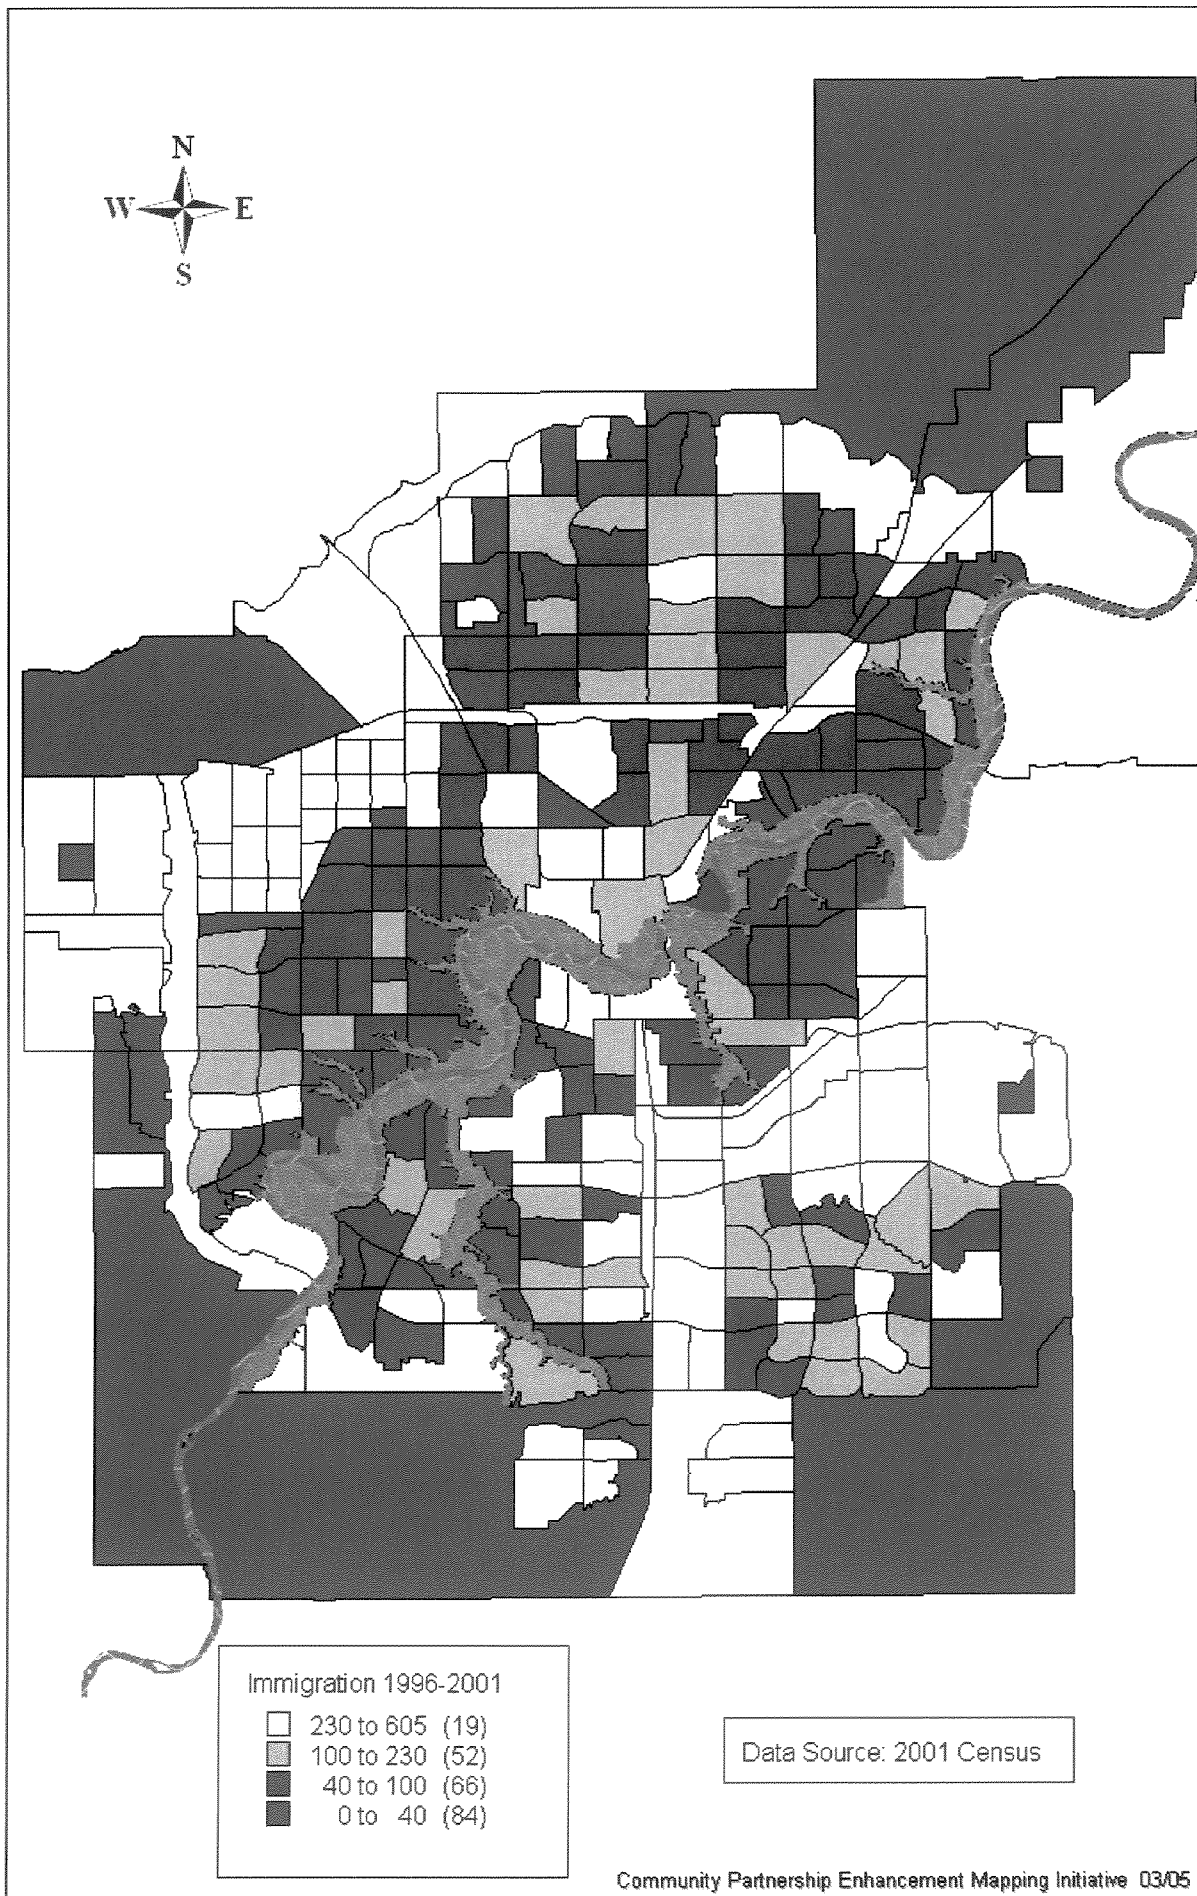 N
W E
S
Immigration 1996-2001
230 to 605 (19)
100 to 230 (52)
40 to 100 (66)
0 to 40 (84)
Data Source: 2001 Census
Community Partnership Enhancement Mapping Initiative 03/05